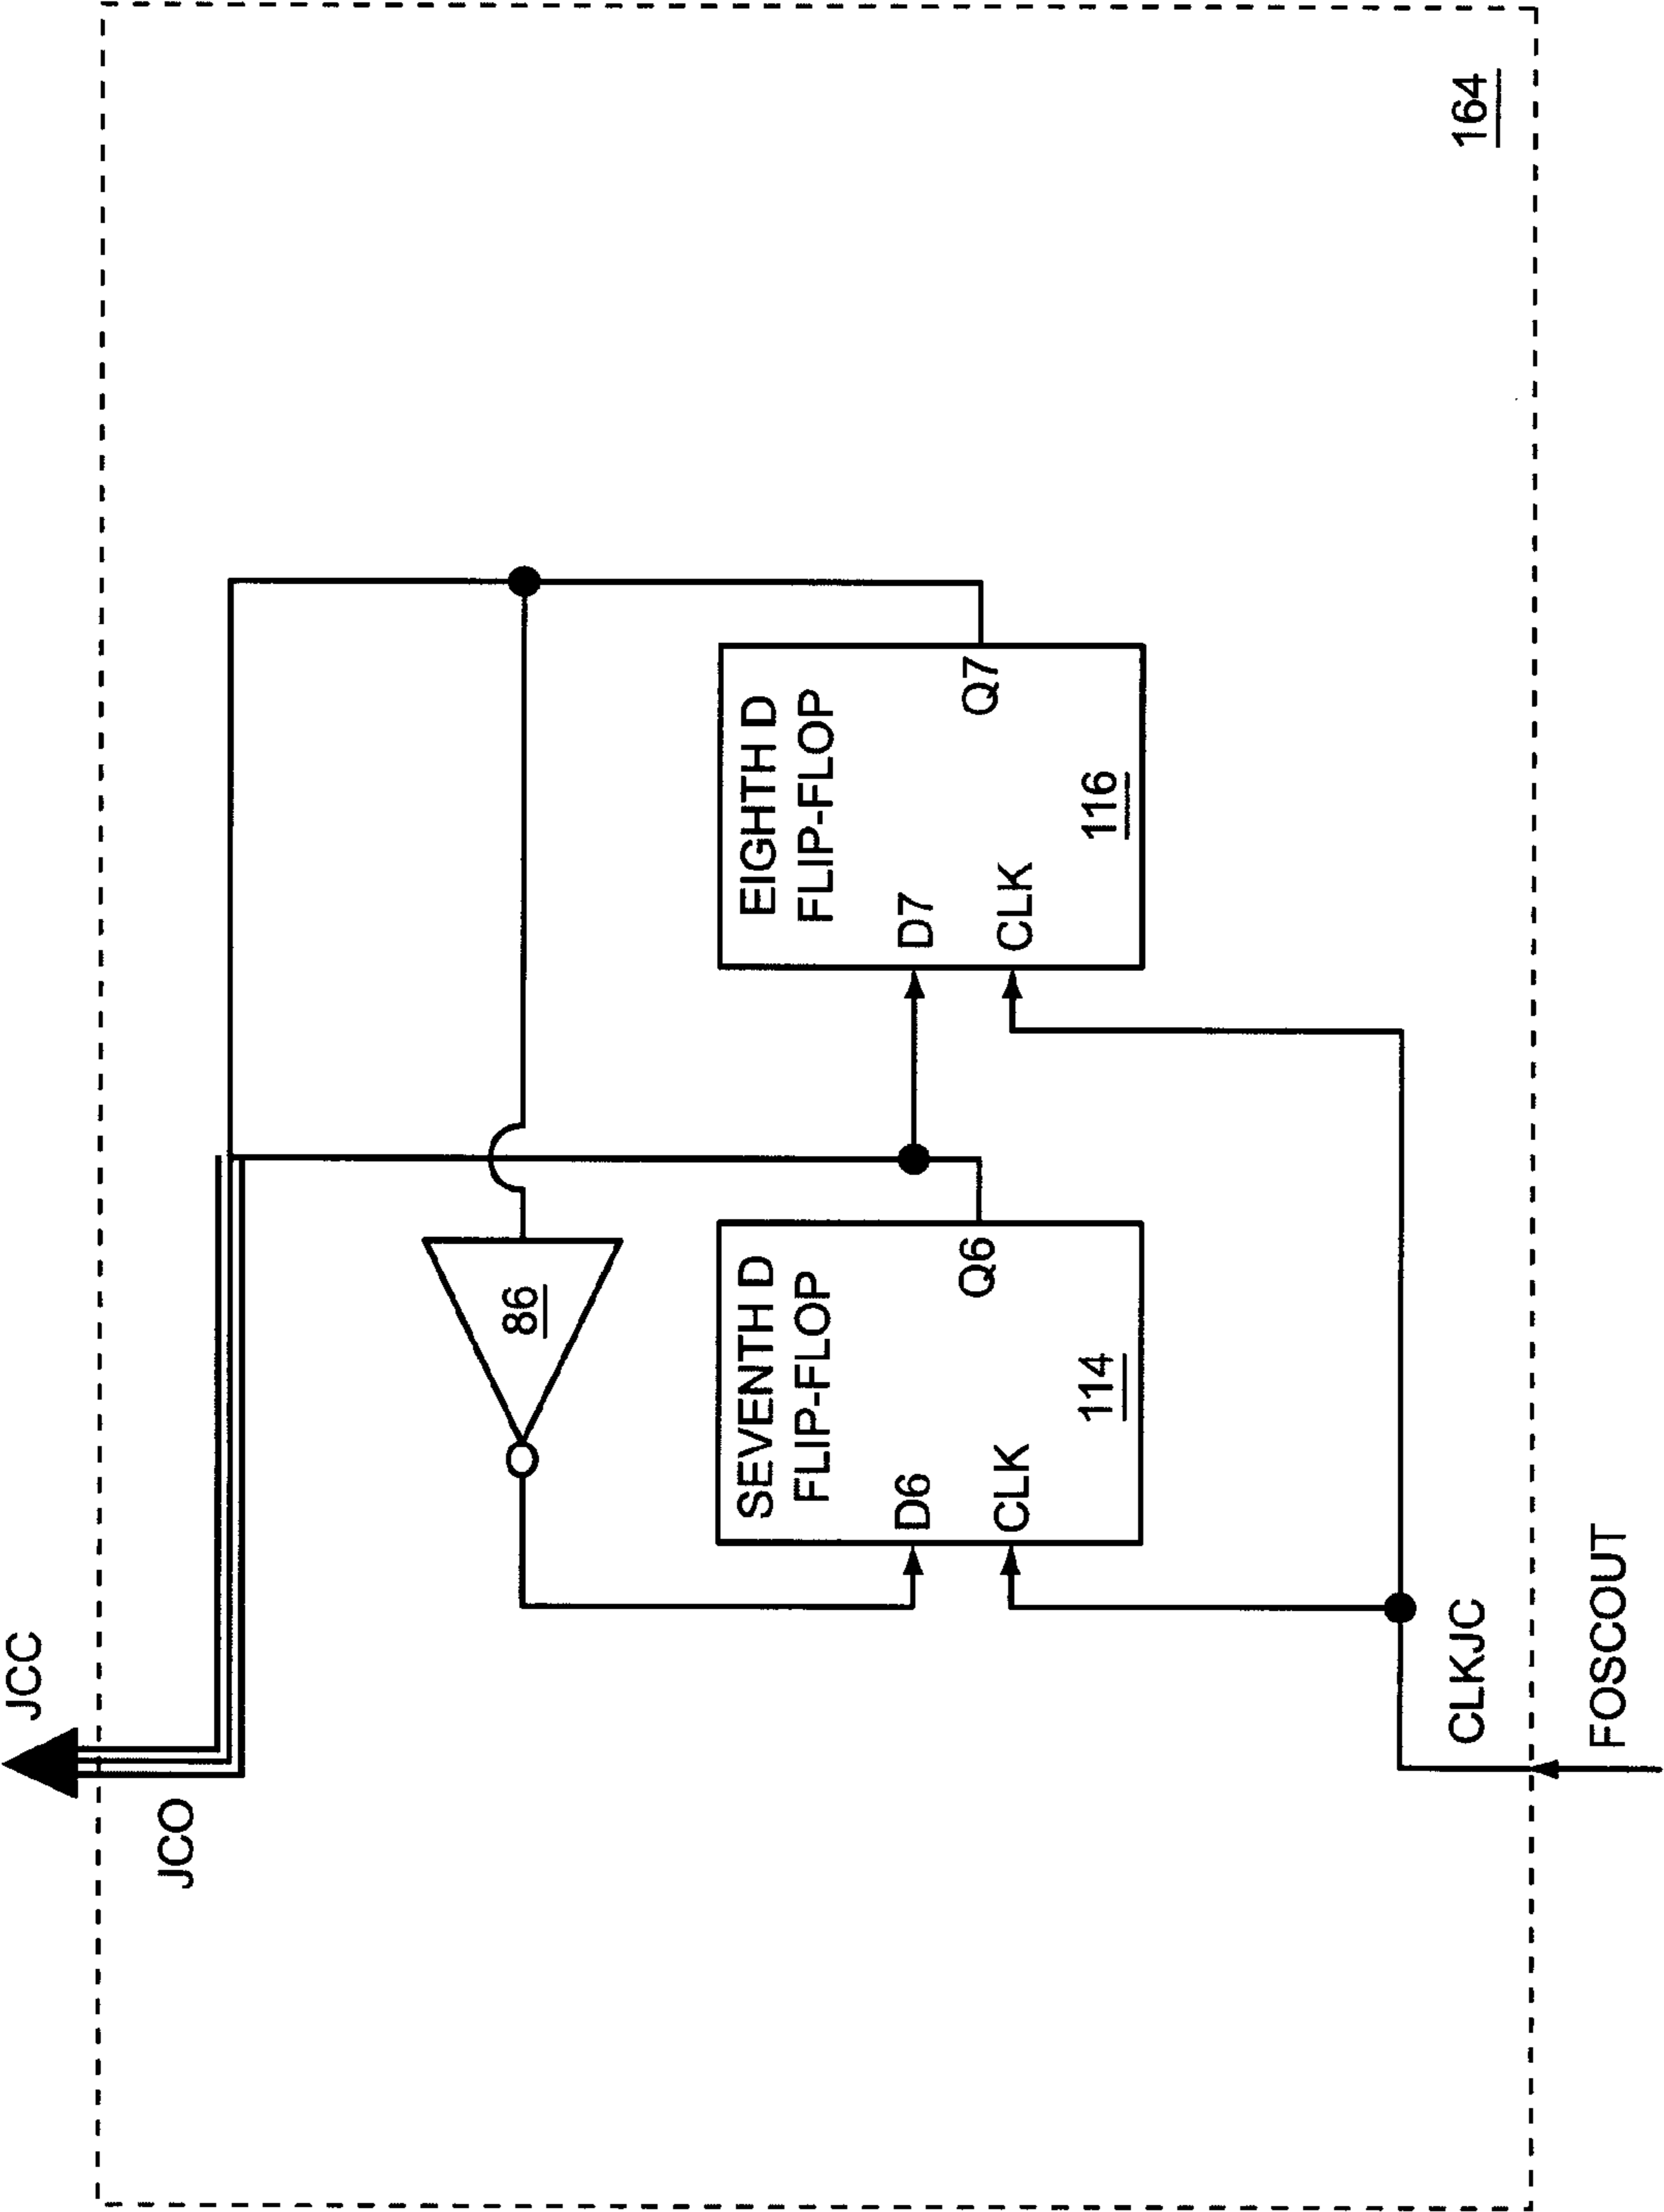 JCC
JCO
86
SEVENTH D
FLIP-FLOP
D6
Q6
CLK
114
EIGHTH D
FLIP-FLOP
D7
Q7
CLK
116
CLKJC
164
FOSCOUT